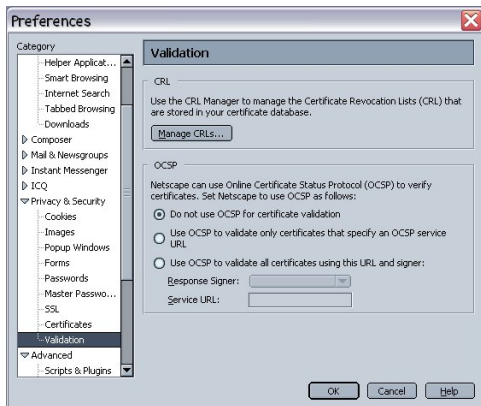 Preferences
Category
Helper Applicat...
Smart Browsing
Internet Search
Tabbed Browsing
Downloads
Composer
Mail & Newsgroups
Instant Messenger
ICQ
Privacy & Security
Cookies
Images
Popup Windows
Forms
Passwords
Master Passwo...
SSL
Certificates
Validation
Advanced
Scripts & Plugins
Validation
CRL
Use the CRL Manager to manage the Certificate Revocation Lists (CRL) that
are stored in your certificate database.
Manage CRLs...
OCSP
Netscape can use Online Certificate Status Protocol (OCSP) to verify
certificates. Set Netscape to use OCSP as follows:
Do not use OCSP for certificate validation
Use OCSP to validate only certificates that specify an OCSP service
URL
Use OCSP to validate all certificates using this URL and signer:
Response Signer:
Service URL:
OK
Cancel
Help